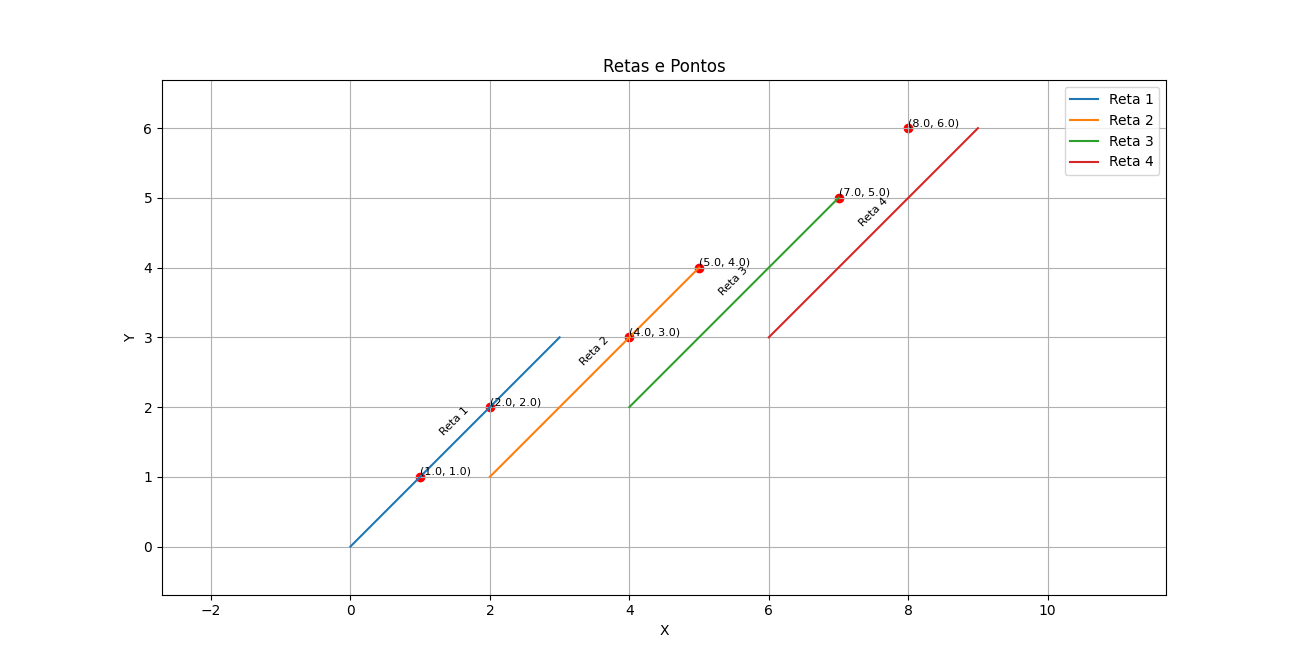 Retas e Pontos
Reta 1
Reta 2
Reta 3
Reta 4
(8.0, 6.0)
(7.0, 5.0)
Reta 4
(5.0, 4.0)
Reta 3
(4.0, 3.0)
Reta 2
(2.0, 2.0)
Reta 1
(1.0, 1.0)
6
5
4
3
2
1
0
Y
−2 0 2 4 6 8 10
X